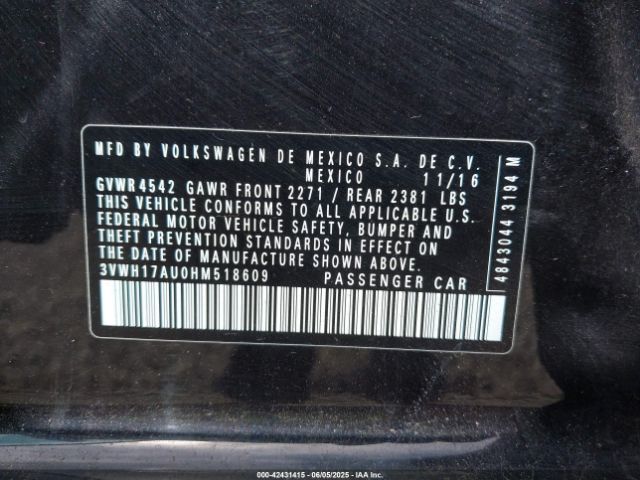 MFD BY VOLKSWAGEN DE MEXICO S.A. DE C.V.
MEXICO 11/16
GVWR 4542 GAWR FRONT 2271 / REAR 2381 LBS
THIS VEHICLE CONFORMS TO ALL APPLICABLE U.S.
FEDERAL MOTOR VEHICLE SAFETY, BUMPER AND
THEFT PREVENTION STANDARDS IN EFFECT ON
THE DATE OF MANUFACTURE SHOWN ABOVE.
3VWH17AU0HM518609 PASSENGER CAR
4843044 3194 M
000-42431415 - 06/05/2025 - IAA Inc.